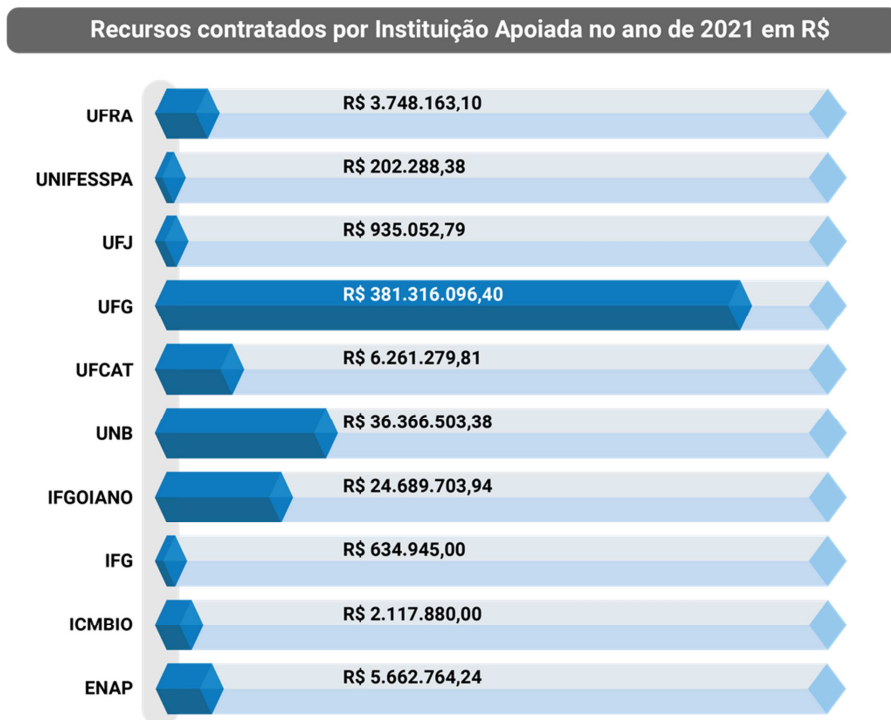 Recursos contratados por Instituição Apoiada no ano de 2021 em R$
UFRA R$ 3.748.163,10
UNIFESSPA R$ 202.288,38
UFJ R$ 935.052,79
UFG R$ 381.316.096,40
UFCAT R$ 6.261.279,81
UNB R$ 36.366.503,38
IFGOIANO R$ 24.689.703,94
IFG R$ 634.945,00
ICMBIO R$ 2.117.880,00
ENAP R$ 5.662.764,24